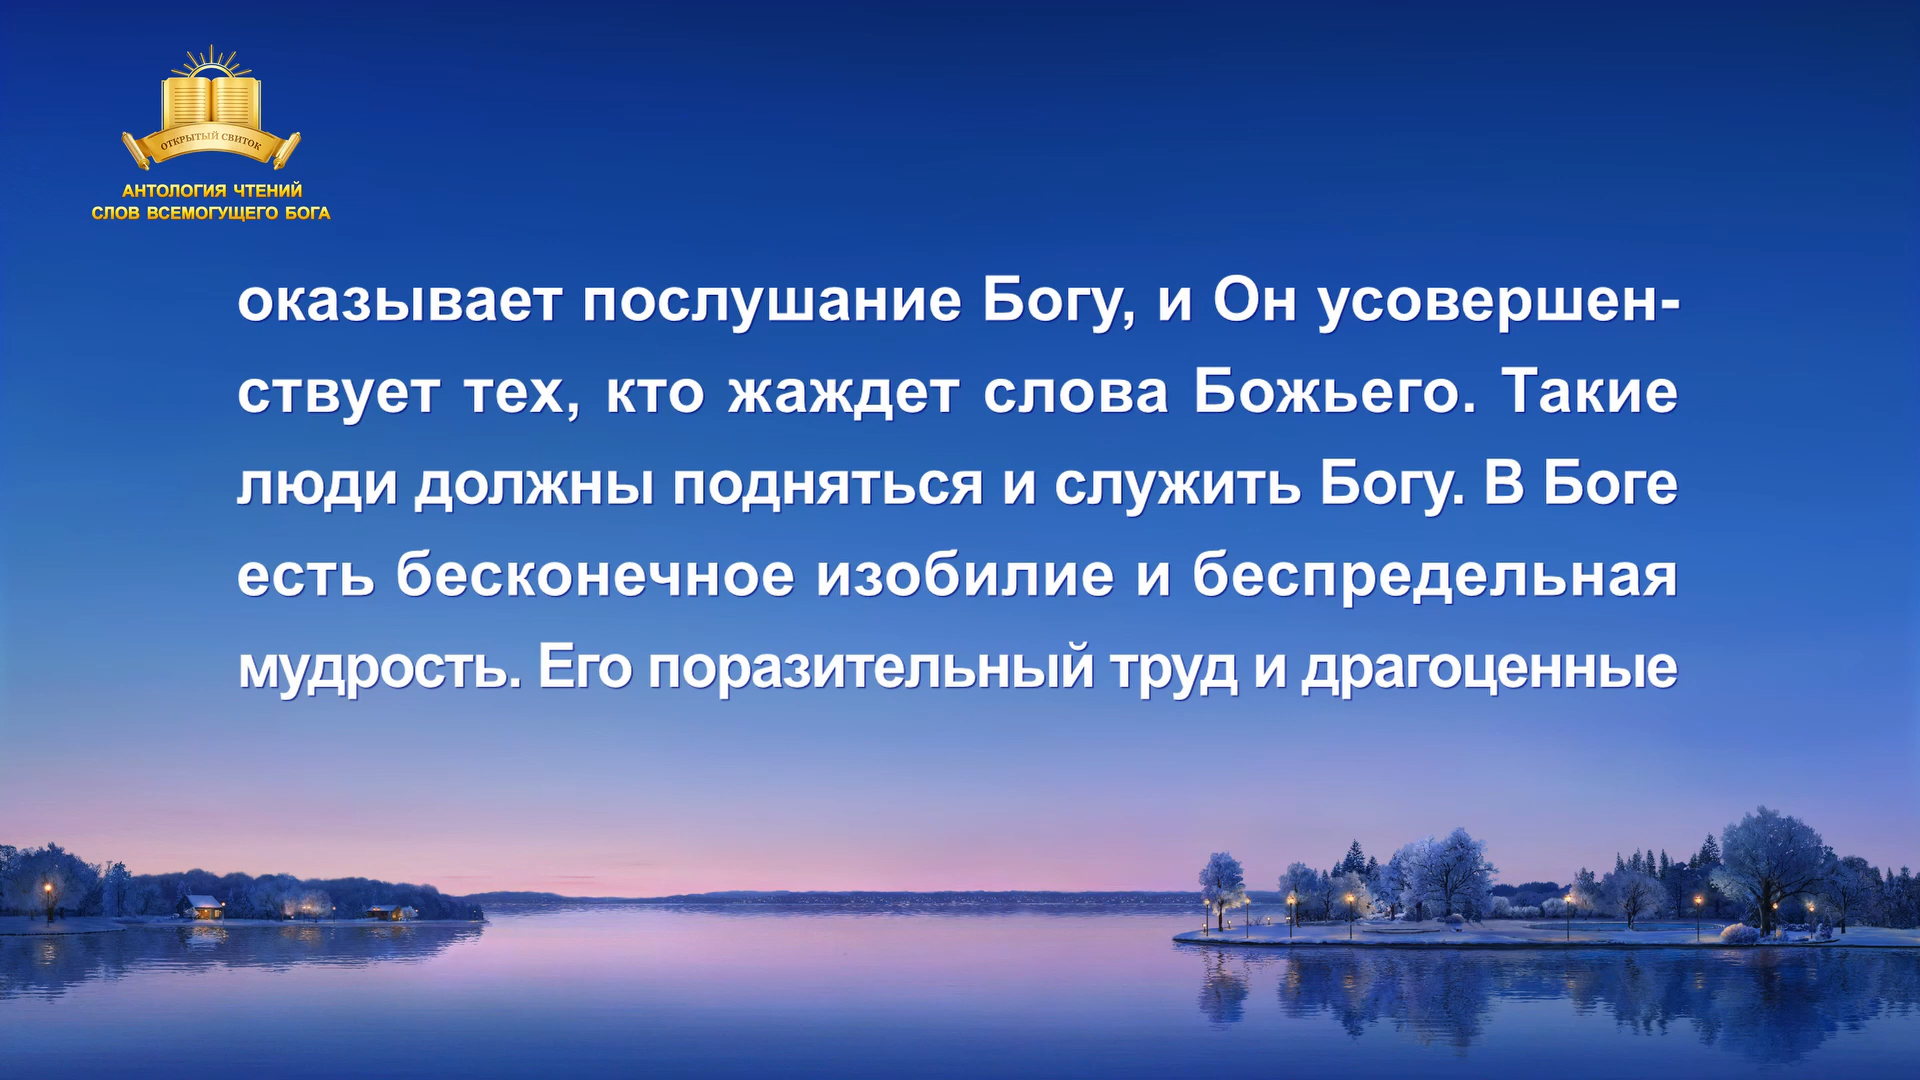 ОТКРЫТЫЙ СВИТОК
АНТОЛОГИЯ ЧТЕНИЙ
СЛОВ ВСЕМОГУЩЕГО БОГА
оказывает послушание Богу, и Он усовершен-
ствует тех, кто жаждет слова Божьего. Такие
люди должны подняться и служить Богу. В Боге
есть бесконечное изобилие и беспредельная
мудрость. Его поразительный труд и драгоценные